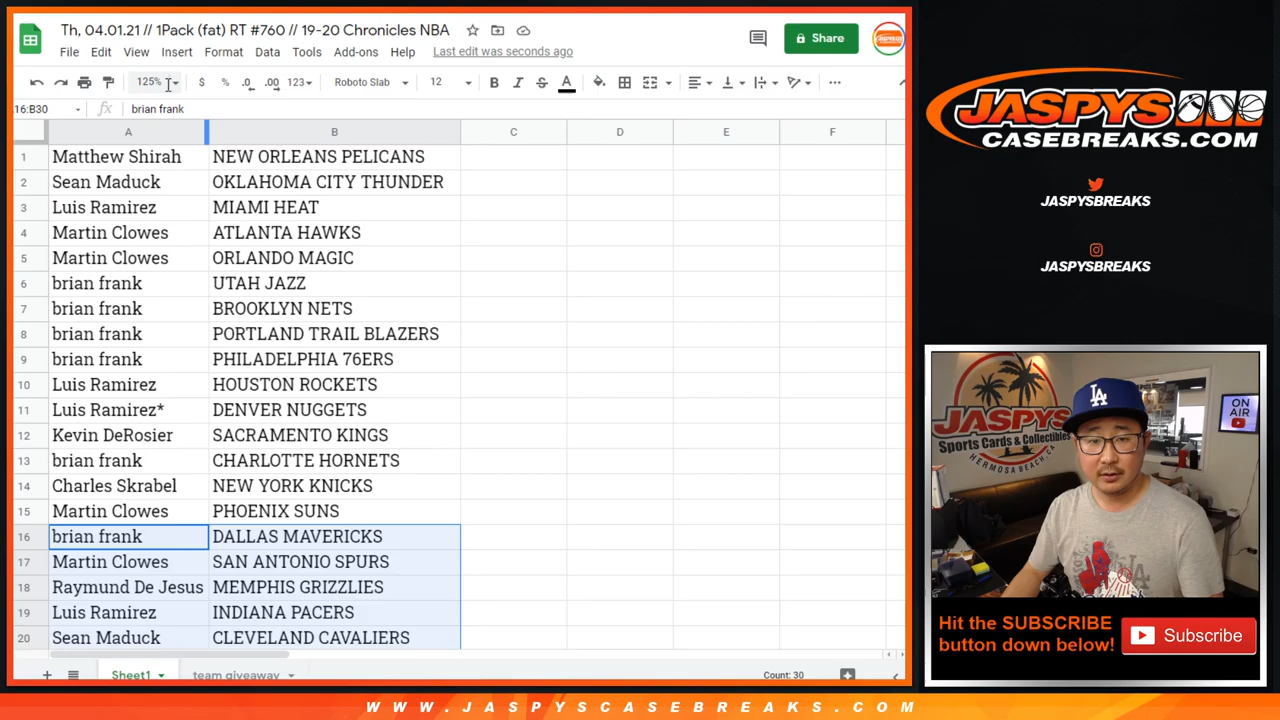 Th, 04.01.21 // 1Pack (fat) RT #760 // 19-20 Chronicles NBA
File Edit View Insert Format Data Tools Add-ons Help Last edit was seconds ago
Share
125% $ % .0 .00 123 Roboto Slab 12 B I S A
16:B30 fx brian frank
A B C D E F
1 Matthew Shirah NEW ORLEANS PELICANS
2 Sean Maduck OKLAHOMA CITY THUNDER
3 Luis Ramirez MIAMI HEAT
4 Martin Clowes ATLANTA HAWKS
5 Martin Clowes ORLANDO MAGIC
6 brian frank UTAH JAZZ
7 brian frank BROOKLYN NETS
8 brian frank PORTLAND TRAIL BLAZERS
9 brian frank PHILADELPHIA 76ERS
10 Luis Ramirez HOUSTON ROCKETS
11 Luis Ramirez* DENVER NUGGETS
12 Kevin DeRosier SACRAMENTO KINGS
13 brian frank CHARLOTTE HORNETS
14 Charles Skrabel NEW YORK KNICKS
15 Martin Clowes PHOENIX SUNS
16 brian frank DALLAS MAVERICKS
17 Martin Clowes SAN ANTONIO SPURS
18 Raymund De Jesus MEMPHIS GRIZZLIES
19 Luis Ramirez INDIANA PACERS
20 Sean Maduck CLEVELAND CAVALIERS
Sheet1 team giveaway Count: 30
JASPYS
CASEBREAKS.COM
JASPYSBREAKS
JASPYSBREAKS
JASPYS
Sports Cards & Collectibles
HERMOSA BEACH, CA
LA
ON
AIR
Hit the SUBSCRIBE
button down below!
Subscribe
WWW.JASPYSCASEBREAKS.COM